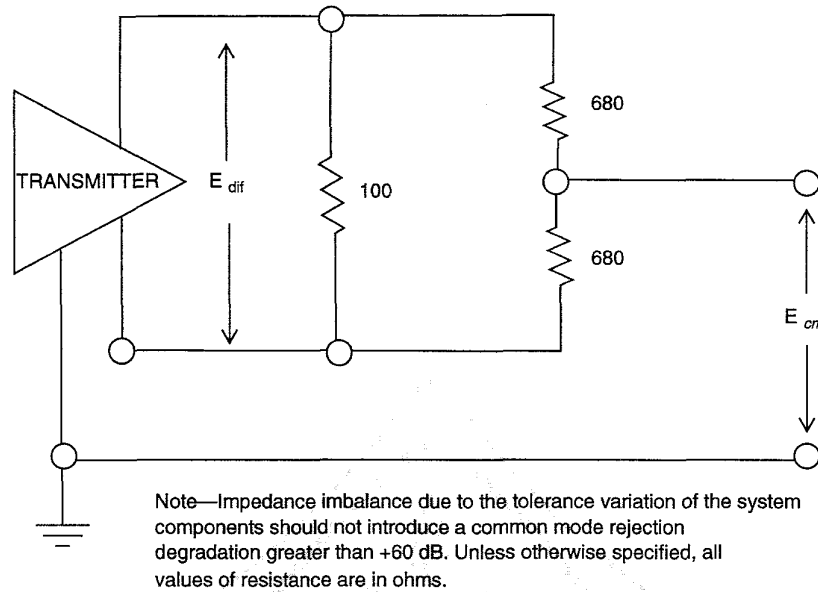 680
TRANSMITTER
E dif
100
680
E
Note—Impedance imbalance due to the tolerance variation of the system
components should not introduce a common mode rejection
degradation greater than +60 dB. Unless otherwise specified, all
values of resistance are in ohms.